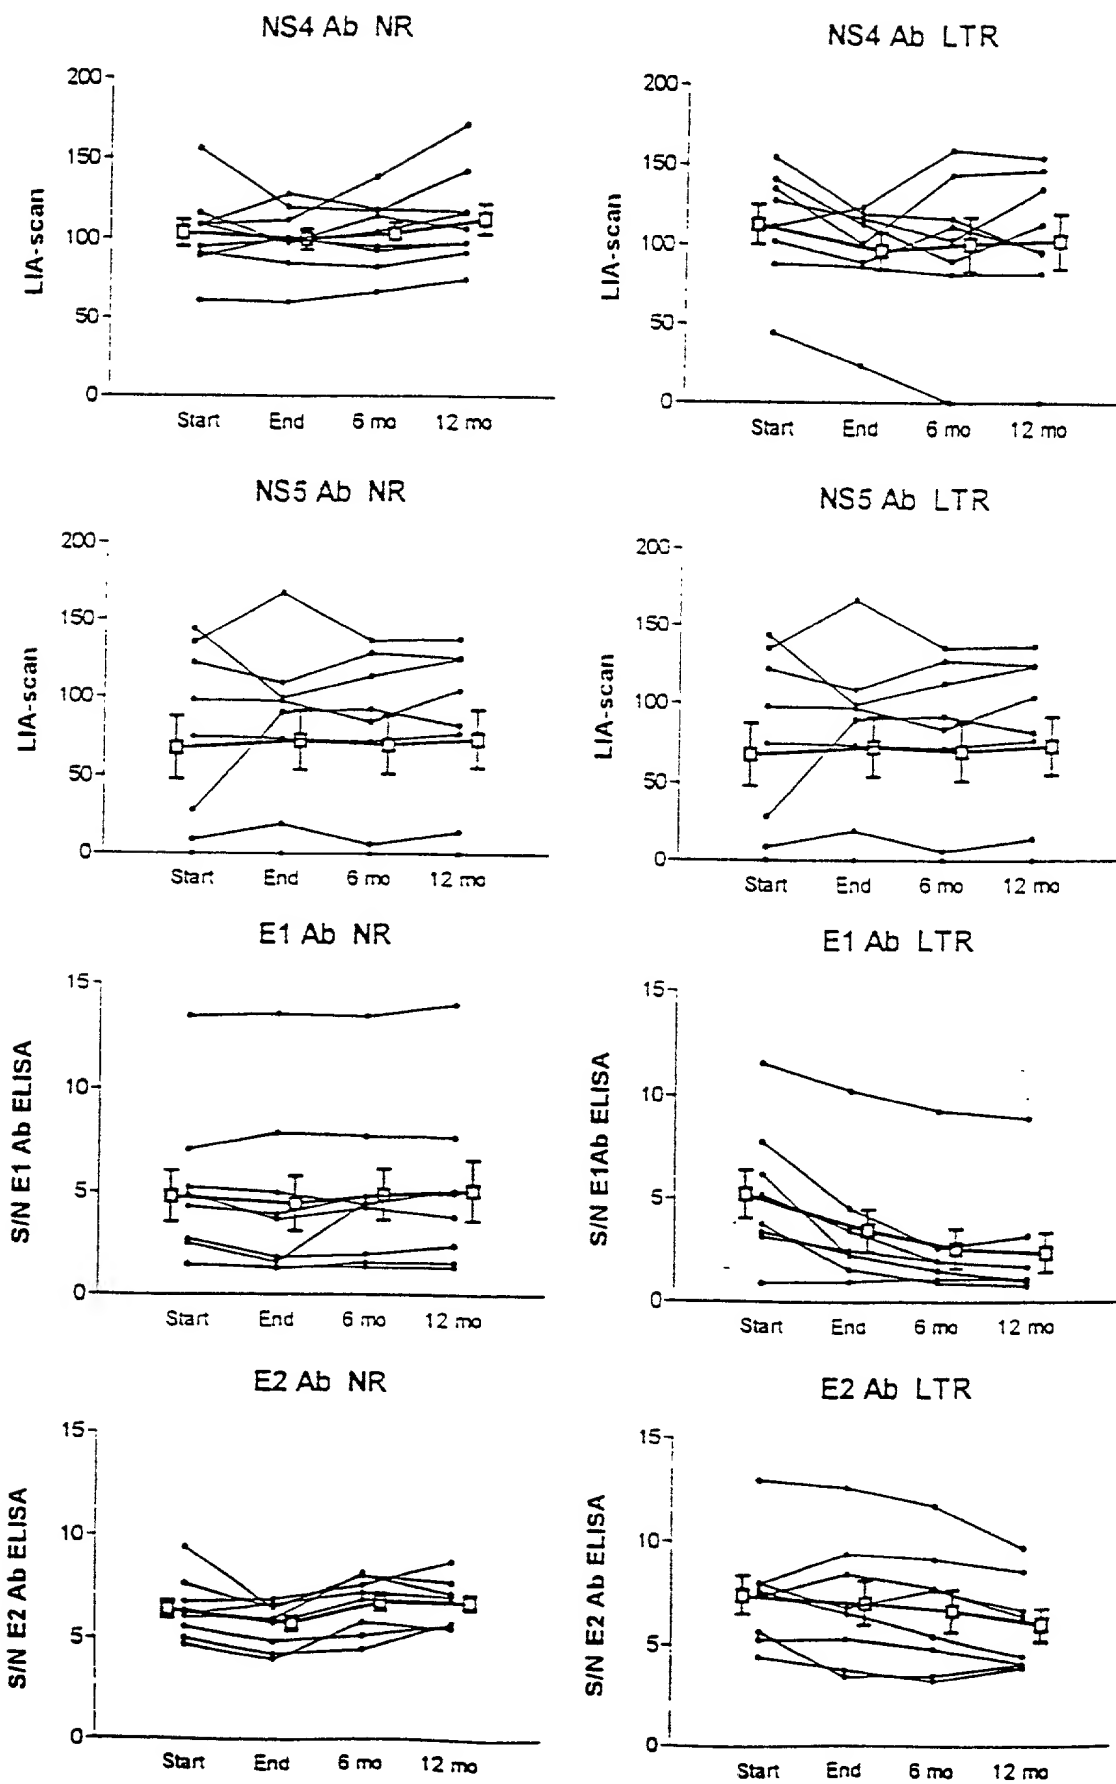 NS4 Ab NR
LIA-scan
200
150
100
50
0
Start End 6 mo 12 mo
NS4 Ab LTR
LIA-scan
200
150
100
50
0
Start End 6 mo 12 mo
NS5 Ab NR
LIA-scan
200
150
100
50
0
Start End 6 mo 12 mo
NS5 Ab LTR
LIA-scan
200
150
100
50
0
Start End 6 mo 12 mo
E1 Ab NR
S/N E1 Ab ELISA
15
10
5
0
Start End 6 mo 12 mo
E1 Ab LTR
S/N E1Ab ELISA
15
10
5
0
Start End 6 mo 12 mo
E2 Ab NR
S/N E2 Ab ELISA
15
10
5
0
Start End 6 mo 12 mo
E2 Ab LTR
S/N E2 Ab ELISA
15
10
5
0
Start End 6 mo 12 mo